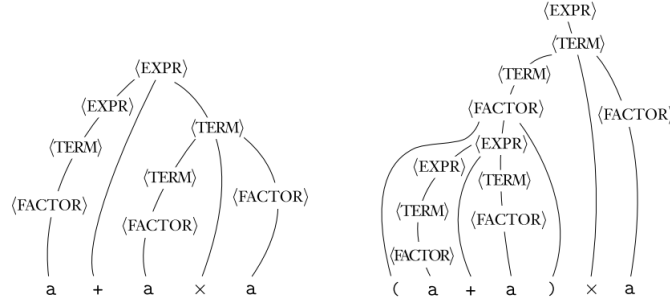 ⟨EXPR⟩
⟨EXPR⟩
⟨TERM⟩
⟨TERM⟩
⟨TERM⟩
⟨FACTOR⟩
⟨FACTOR⟩
⟨FACTOR⟩
a + a × a
⟨EXPR⟩
⟨TERM⟩
⟨TERM⟩
⟨FACTOR⟩
⟨FACTOR⟩
⟨EXPR⟩
⟨EXPR⟩
⟨TERM⟩
⟨TERM⟩
⟨FACTOR⟩
⟨FACTOR⟩
( a + a ) × a